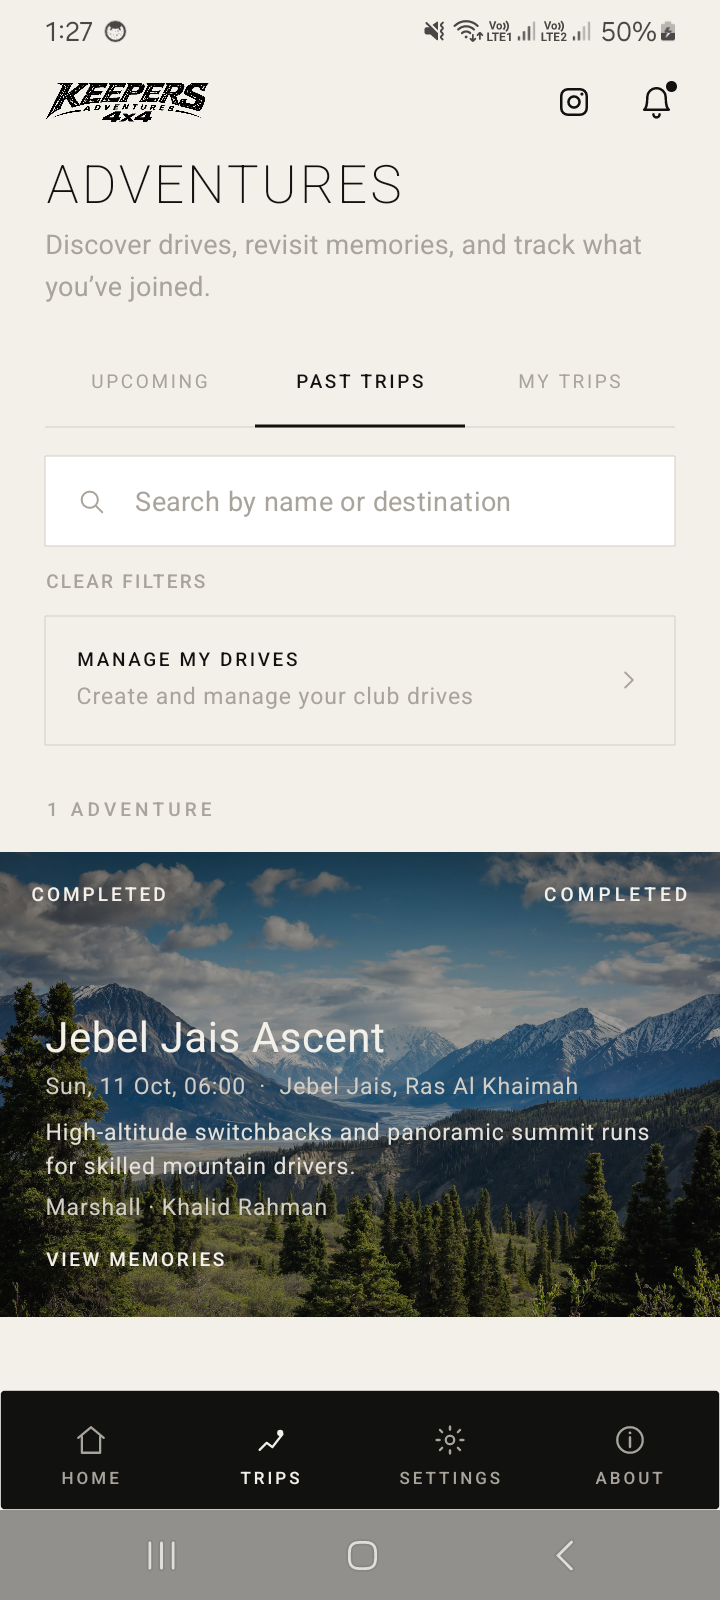 1:27
Vo)) LTE1 Vo)) LTE2 50%
KEEPERS
ADVENTURES
4x4
ADVENTURES
Discover drives, revisit memories, and track what
you’ve joined.
UPCOMING PAST TRIPS MY TRIPS
Search by name or destination
CLEAR FILTERS
MANAGE MY DRIVES
Create and manage your club drives
1 ADVENTURE
COMPLETED COMPLETED
Jebel Jais Ascent
Sun, 11 Oct, 06:00 · Jebel Jais, Ras Al Khaimah
High-altitude switchbacks and panoramic summit runs
for skilled mountain drivers.
Marshall · Khalid Rahman
VIEW MEMORIES
HOME TRIPS SETTINGS ABOUT